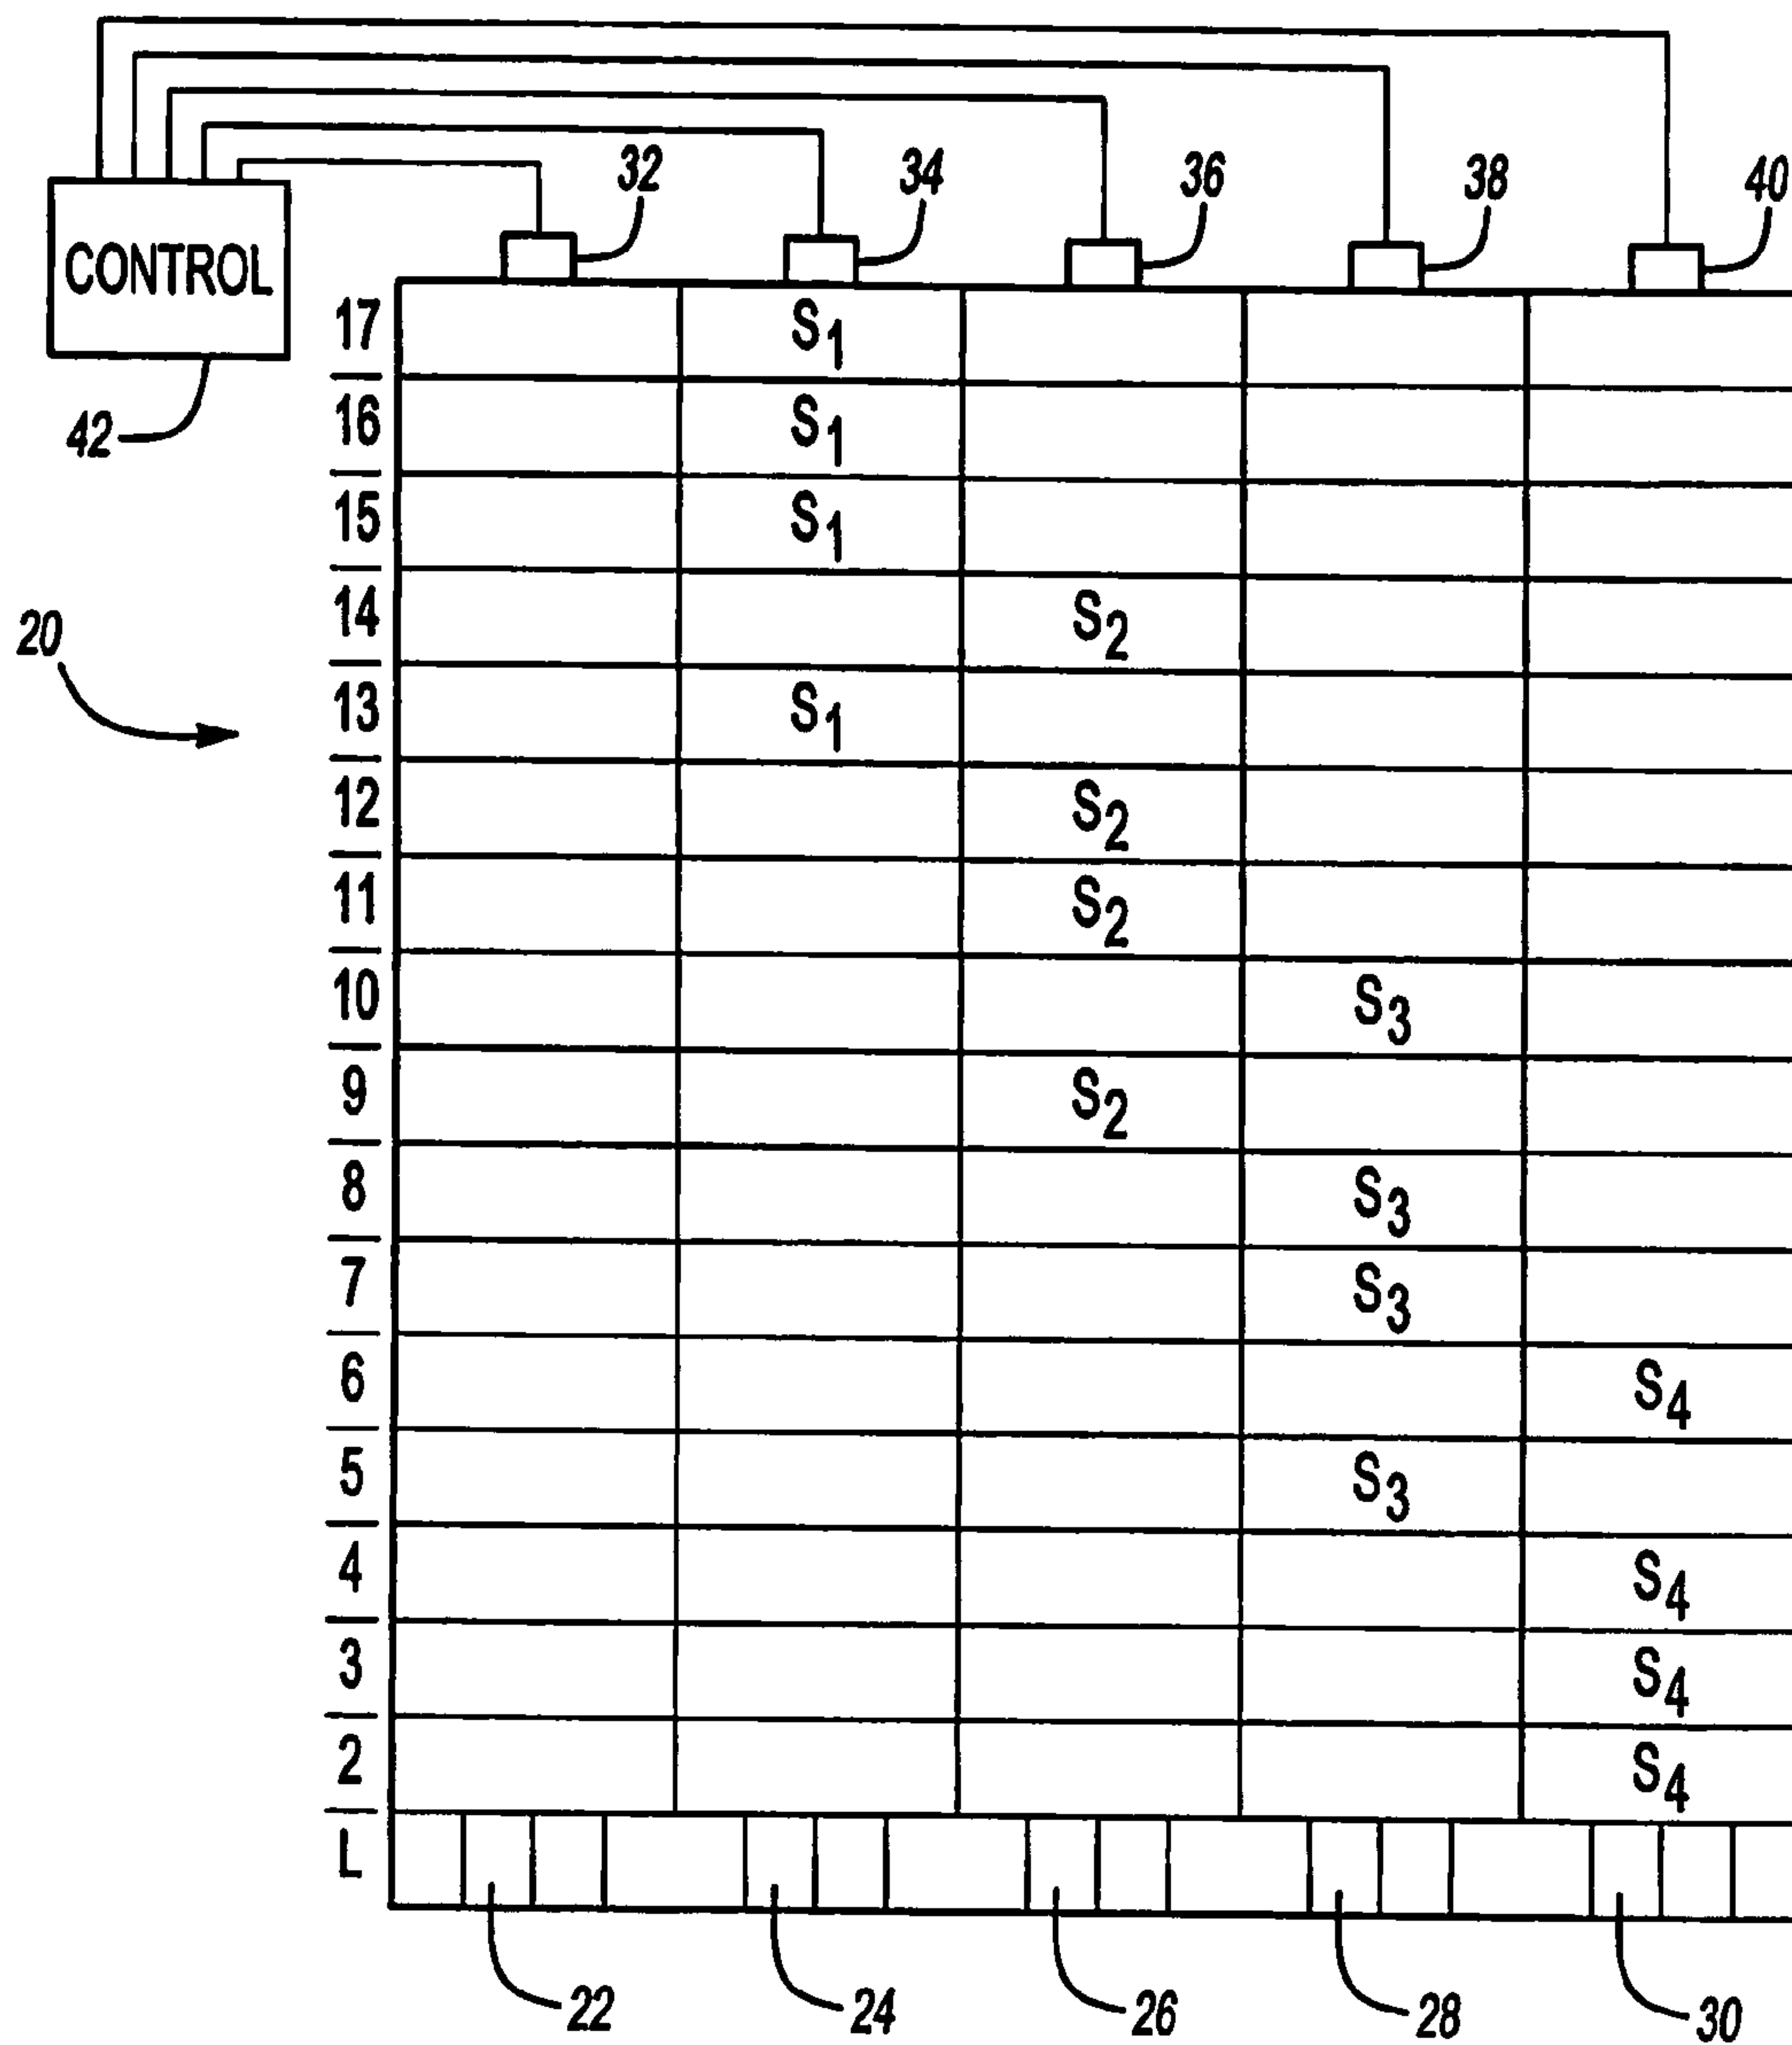 32 34 36 38 40
CONTROL
42
20
17 S1
16 S1
15 S1
14 S2
13 S1
12 S2
11 S2
10 S3
9 S2
8 S3
7 S3
6 S4
5 S3
4 S4
3 S4
2 S4
L
22 24 26 28 30